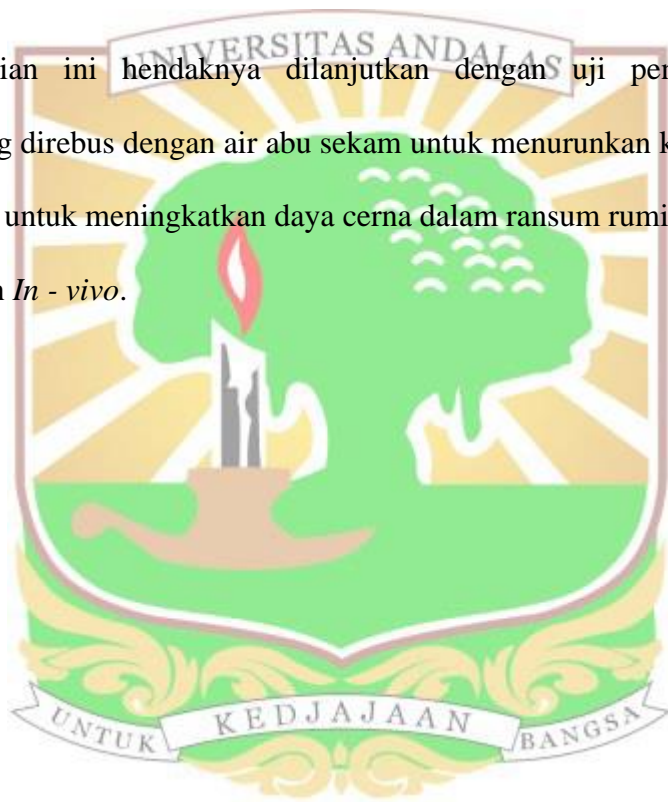 UNIVERSITAS ANDALAS
ian ini hendaknya dilanjutkan dengan uji per
g direbus dengan air abu sekam untuk menurunkan k
untuk meningkatkan daya cerna dalam ransum rumi
In - vivo.
UNTUK KEDJAJAAN BANGSA